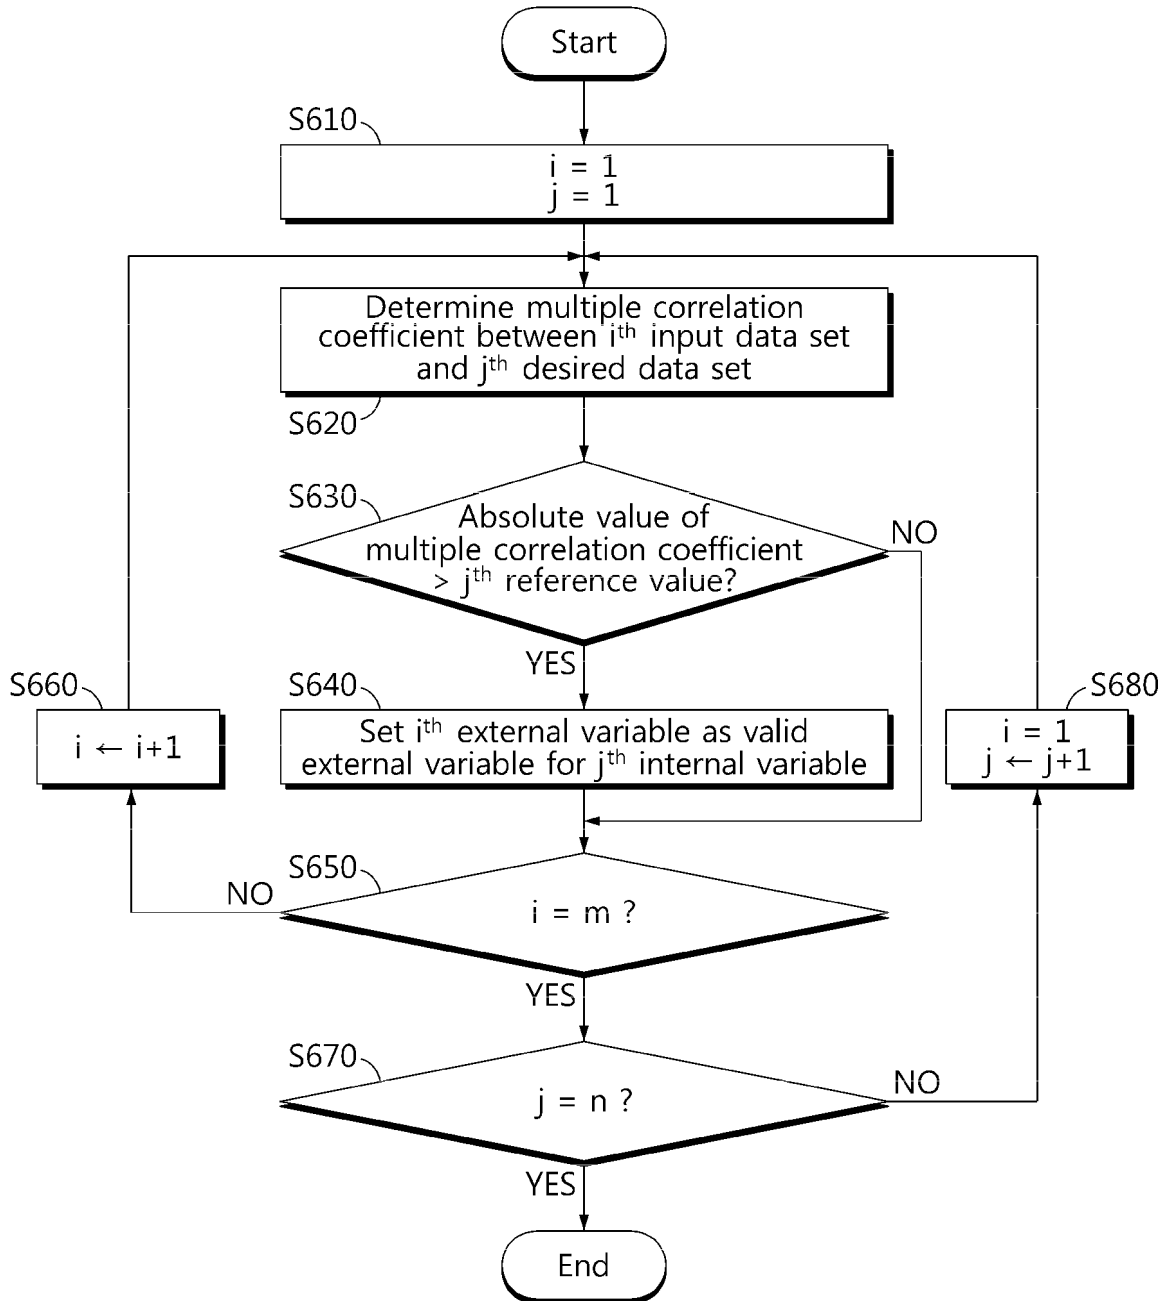 Start
S610
i = 1
j = 1
Determine multiple correlation
coefficient between iᵗʰ input data set
and jᵗʰ desired data set
S620
S630
Absolute value of
multiple correlation coefficient
> jᵗʰ reference value?
NO
YES
S640
Set iᵗʰ external variable as valid
external variable for jᵗʰ internal variable
S660
i ← i+1
S680
i = 1
j ← j+1
S650
i = m ?
NO
YES
S670
j = n ?
NO
YES
End